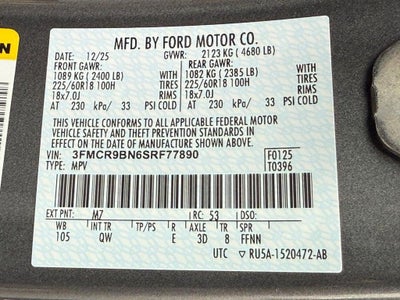 MFD. BY FORD MOTOR CO.
12/25 GVWR: 2123 KG ( 4680 LB)
FRONT GAWR: REAR GAWR:
1089 KG ( 2400 LB) 1082 KG ( 2385 LB)
225/60R18 100H TIRES 225/60R18 100H TIRES
18x7.0J RIMS 18x7.0J RIMS
AT 230 kPa/ 33 PSI COLD AT 230 kPa/ 33 PSI COLD
THIS VEHICLE CONFORMS TO ALL APPLICABLE FEDERAL MOTOR
VEHICLE SAFETY AND THEFT PREVENTION STANDARDS IN
EFFECT ON THE DATE OF MANUFACTURE SHOWN ABOVE.
VIN: 3FMCR9BN6SRF77890 F0125
TYPE: MPV T0396
EXT PNT: M7 RC: 53
WB INT TR TP/PS R AXLE TR SPR
105 QW E 3D 8 FFNN
UTC ▽ RU5A-1520472-AB